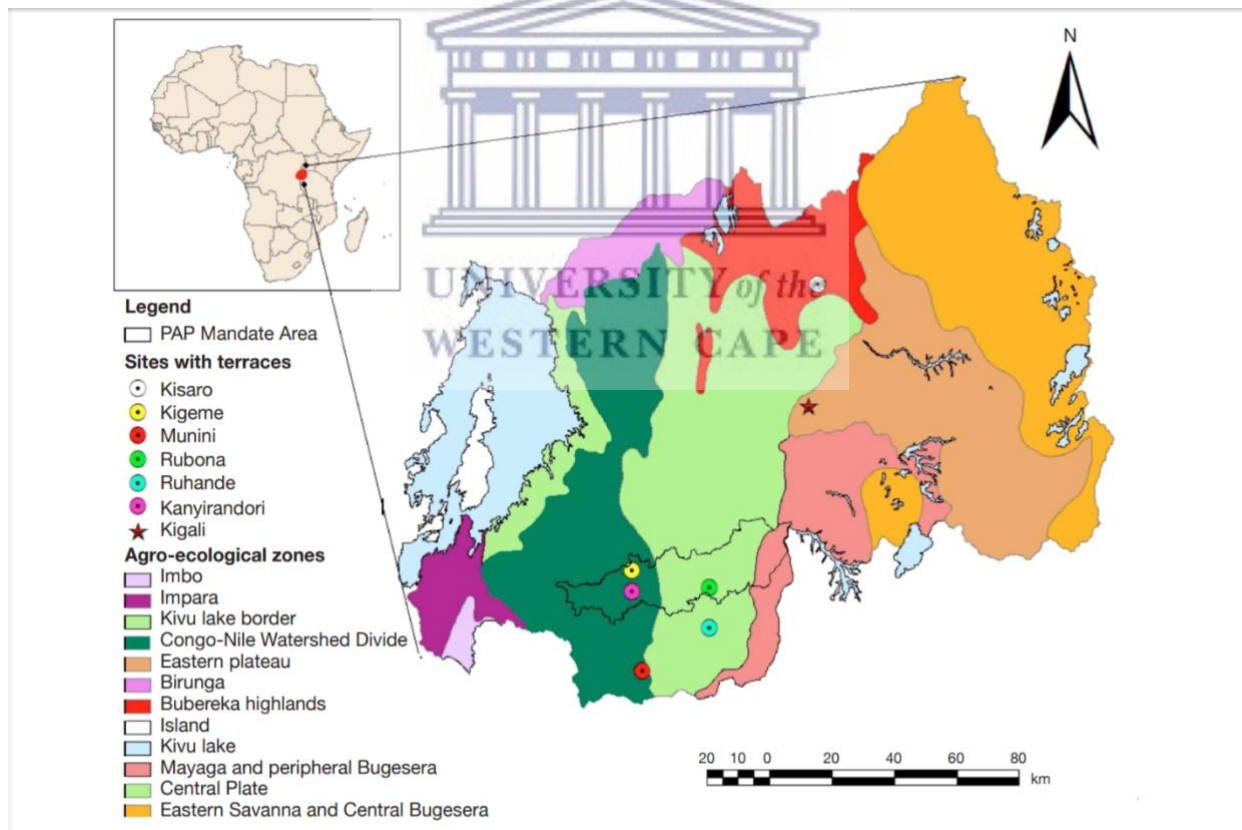 N
UNIVERSITY of the
WESTERN CAPE
Legend
PAP Mandate Area
Sites with terraces
Kisaro
Kigeme
Munini
Rubona
Ruhande
Kanyirandori
Kigali
Agro-ecological zones
Imbo
Impara
Kivu lake border
Congo-Nile Watershed Divide
Eastern plateau
Birunga
Bubereka highlands
Island
Kivu lake
Mayaga and peripheral Bugesera
Central Plate
Eastern Savanna and Central Bugesera
20 10 0 20 40 60 80
km